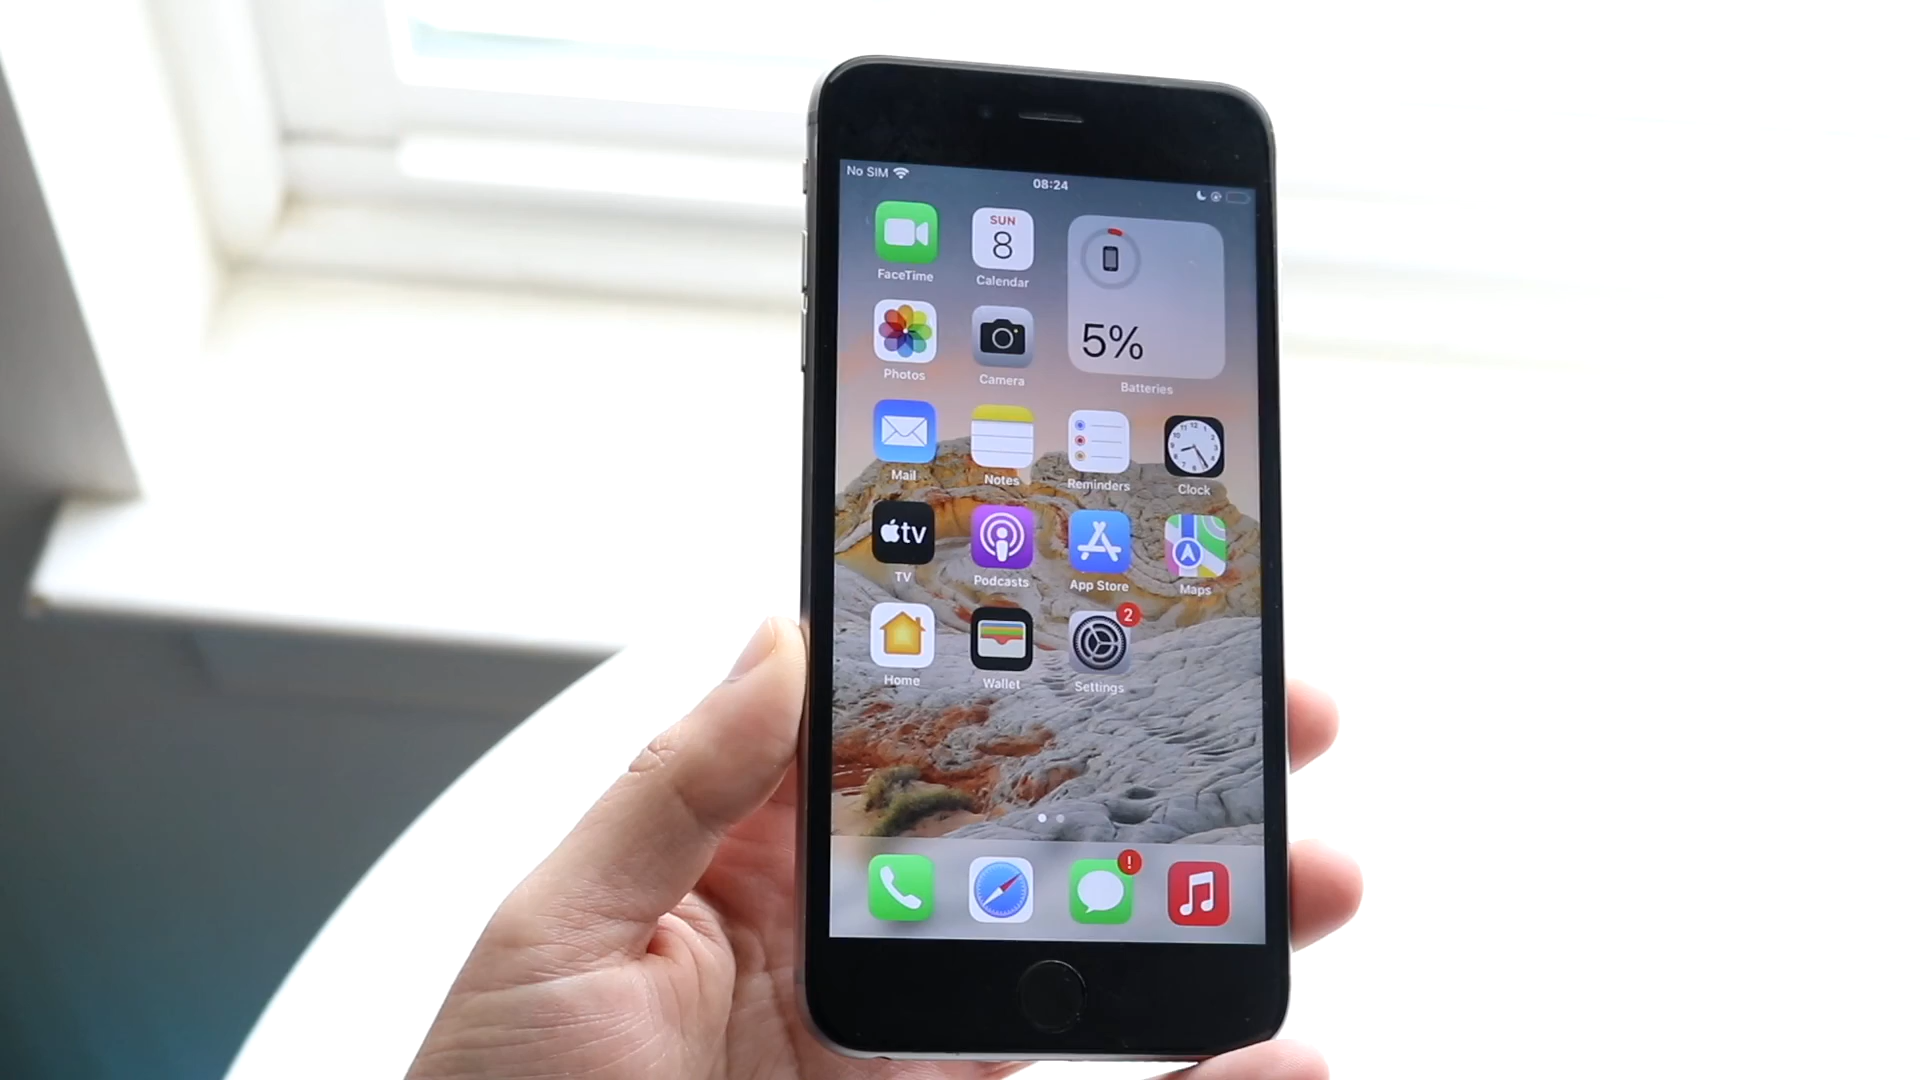 No SIM
08:24
FaceTime
SUN
8
Calendar
5%
Batteries
Photos
Camera
Mail
Notes
Reminders
Clock
tv
TV
Podcasts
App Store
Maps
Home
Wallet
2
Settings
!